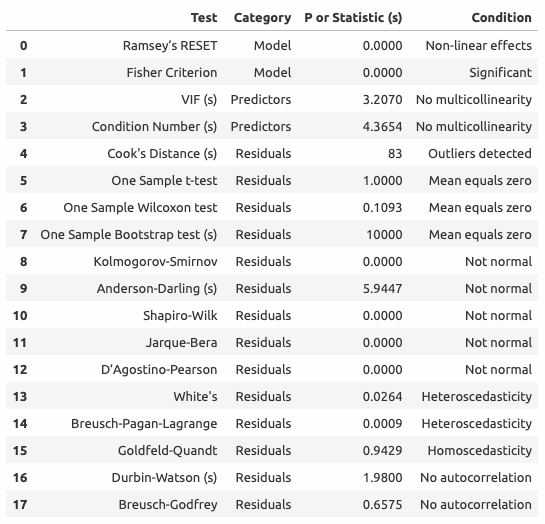 Test Category P or Statistic (s) Condition
0 Ramsey’s RESET Model 0.0000 Non-linear effects
1 Fisher Criterion Model 0.0000 Significant
2 VIF (s) Predictors 3.2070 No multicollinearity
3 Condition Number (s) Predictors 4.3654 No multicollinearity
4 Cook's Distance (s) Residuals 83 Outliers detected
5 One Sample t-test Residuals 1.0000 Mean equals zero
6 One Sample Wilcoxon test Residuals 0.1093 Mean equals zero
7 One Sample Bootstrap test (s) Residuals 10000 Mean equals zero
8 Kolmogorov-Smirnov Residuals 0.0000 Not normal
9 Anderson-Darling (s) Residuals 5.9447 Not normal
10 Shapiro-Wilk Residuals 0.0000 Not normal
11 Jarque-Bera Residuals 0.0000 Not normal
12 D’Agostino-Pearson Residuals 0.0000 Not normal
13 White's Residuals 0.0264 Heteroscedasticity
14 Breusch-Pagan-Lagrange Residuals 0.0009 Heteroscedasticity
15 Goldfeld-Quandt Residuals 0.9429 Homoscedasticity
16 Durbin-Watson (s) Residuals 1.9800 No autocorrelation
17 Breusch-Godfrey Residuals 0.6575 No autocorrelation